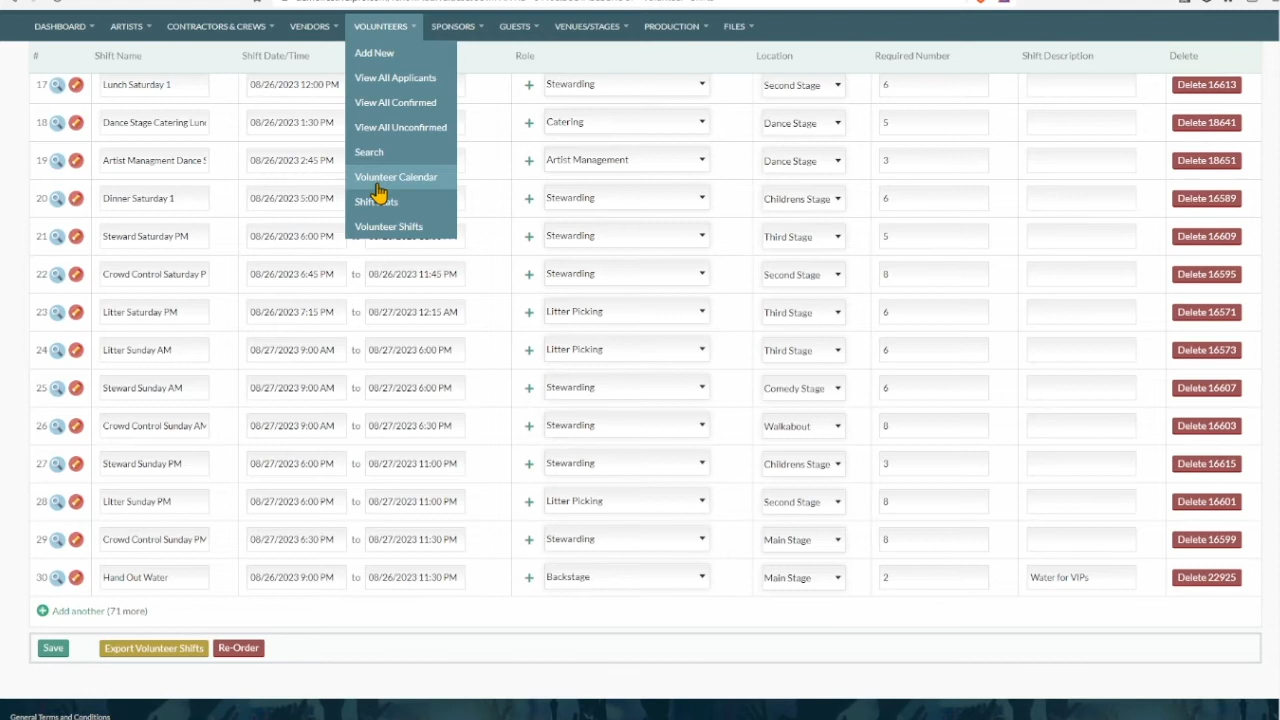 DASHBOARD ARTISTS CONTRACTORS & CREWS VENDORS VOLUNTEERS SPONSORS GUESTS VENUES/STAGES PRODUCTION FILES
Add New
View All Applicants
View All Confirmed
View All Unconfirmed
Search
Volunteer Calendar
Volunteer Shifts
# Shift Name Shift Date/Time Role Location Required Number Shift Description Delete
17 Lunch Saturday 1 08/26/2023 12:00 PM Stewarding Second Stage 6 Delete 16613
18 Dance Stage Catering Lunc 08/26/2023 1:30 PM Catering Dance Stage 5 Delete 18641
19 Artist Managment Dance S 08/26/2023 2:45 PM Artist Management Dance Stage 3 Delete 18651
20 Dinner Saturday 1 08/26/2023 5:00 PM Stewarding Childrens Stage 6 Delete 16589
21 Steward Saturday PM 08/26/2023 6:00 PM Stewarding Third Stage 5 Delete 16609
22 Crowd Control Saturday P 08/26/2023 6:45 PM to 08/26/2023 11:45 PM Stewarding Second Stage 8 Delete 16595
23 Litter Saturday PM 08/26/2023 7:15 PM to 08/27/2023 12:15 AM Litter Picking Third Stage 6 Delete 16571
24 Litter Sunday AM 08/27/2023 9:00 AM to 08/27/2023 6:00 PM Litter Picking Third Stage 6 Delete 16573
25 Steward Sunday AM 08/27/2023 9:00 AM to 08/27/2023 6:00 PM Stewarding Comedy Stage 6 Delete 16607
26 Crowd Control Sunday AM 08/27/2023 9:00 AM to 08/27/2023 6:30 PM Stewarding Walkabout 8 Delete 16603
27 Steward Sunday PM 08/27/2023 6:00 PM to 08/27/2023 11:00 PM Stewarding Childrens Stage 3 Delete 16615
28 Litter Sunday PM 08/27/2023 6:00 PM to 08/27/2023 11:00 PM Litter Picking Second Stage 8 Delete 16601
29 Crowd Control Sunday PM 08/27/2023 6:30 PM to 08/27/2023 11:30 PM Stewarding Main Stage 8 Delete 16599
30 Hand Out Water 08/26/2023 9:00 PM to 08/26/2023 11:30 PM Backstage Main Stage 2 Water for VIPs Delete 22925
Add another (71 more)
Save Export Volunteer Shifts Re-Order
General Terms and Conditions